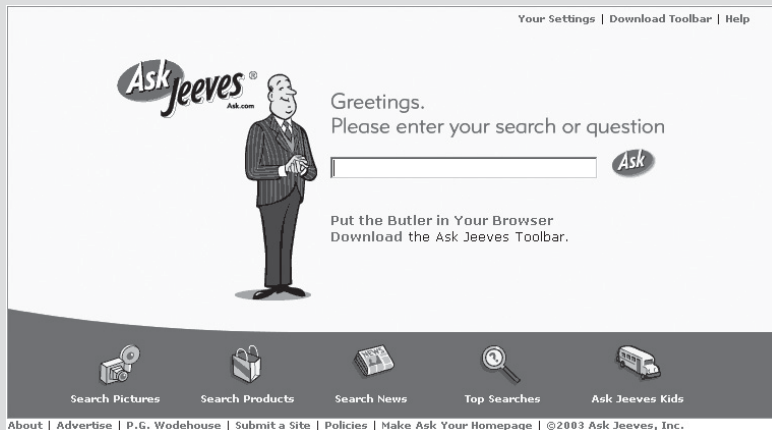 Your Settings | Download Toolbar | Help
Ask Jeeves®
Ask.com
Greetings.
Please enter your search or question
Ask
Put the Butler in Your Browser
Download the Ask Jeeves Toolbar.
NEWS
?
Search Pictures
Search Products
Search News
Top Searches
Ask Jeeves Kids
About | Advertise | P.G. Wodehouse | Submit a Site | Policies | Make Ask Your Homepage | ©2003 Ask Jeeves, Inc.